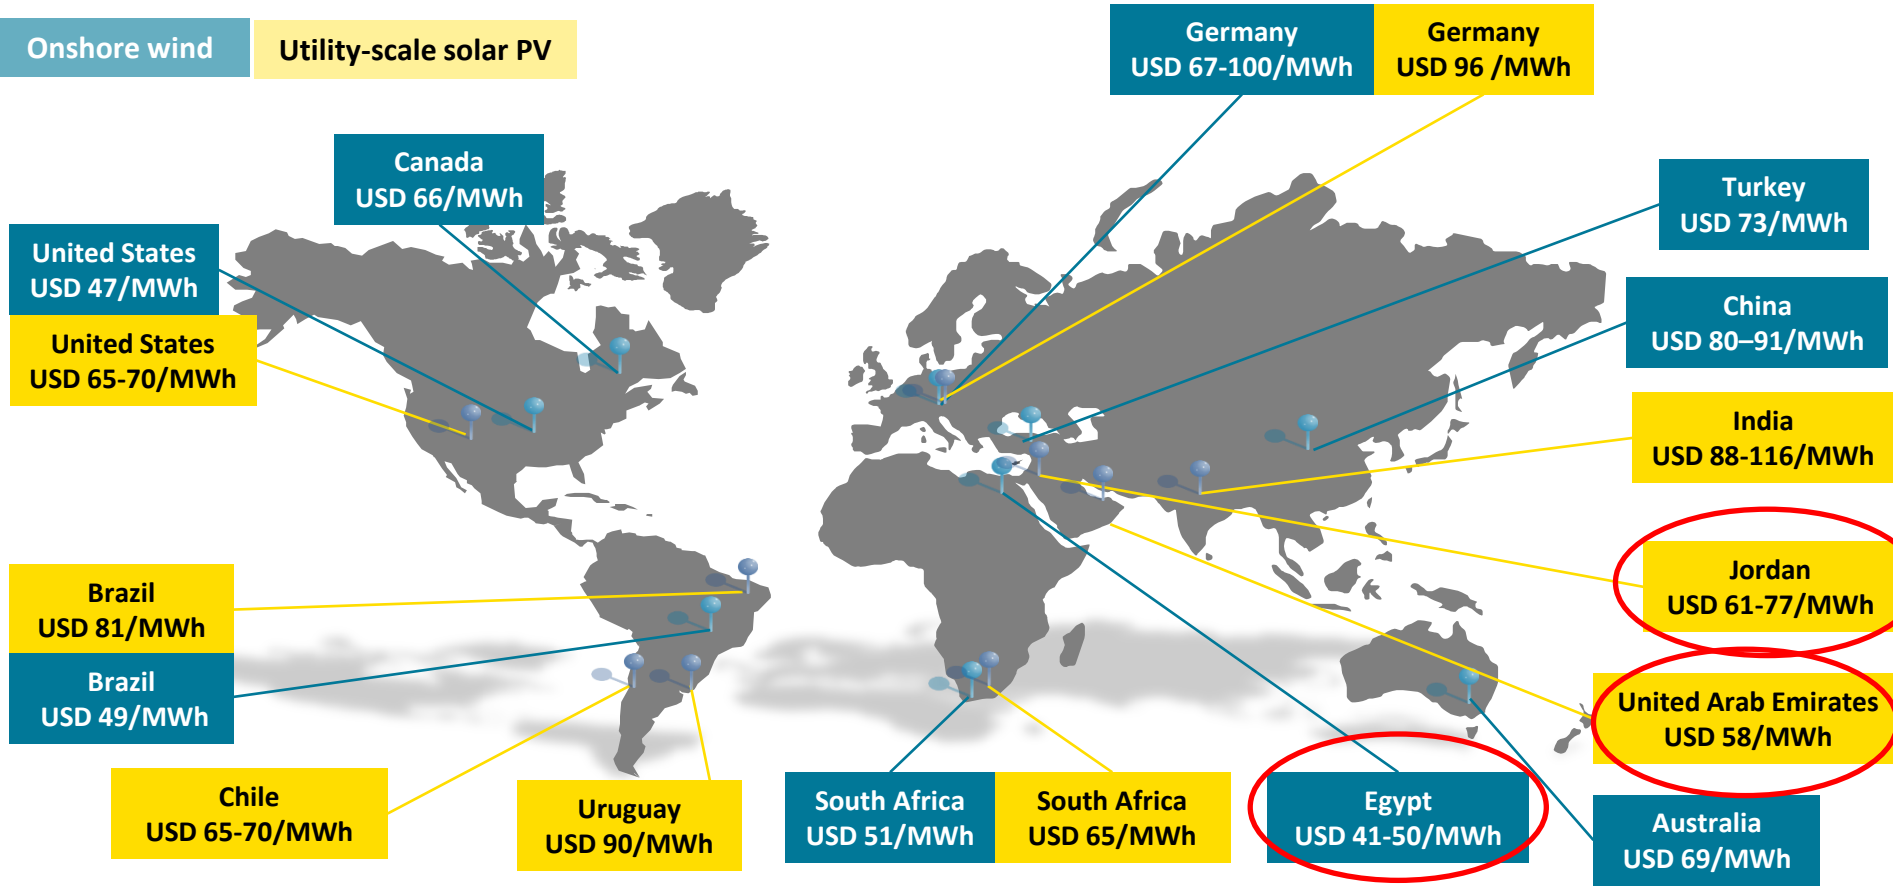 Onshore wind
Utility-scale solar PV
Germany
USD 67-100/MWh
Germany
USD 96 /MWh
Canada
USD 66/MWh
Turkey
USD 73/MWh
United States
USD 47/MWh
United States
USD 65-70/MWh
China
USD 80–91/MWh
India
USD 88-116/MWh
Jordan
USD 61-77/MWh
Brazil
USD 81/MWh
Brazil
USD 49/MWh
United Arab Emirates
USD 58/MWh
Chile
USD 65-70/MWh
Uruguay
USD 90/MWh
South Africa
USD 51/MWh
South Africa
USD 65/MWh
Egypt
USD 41-50/MWh
Australia
USD 69/MWh